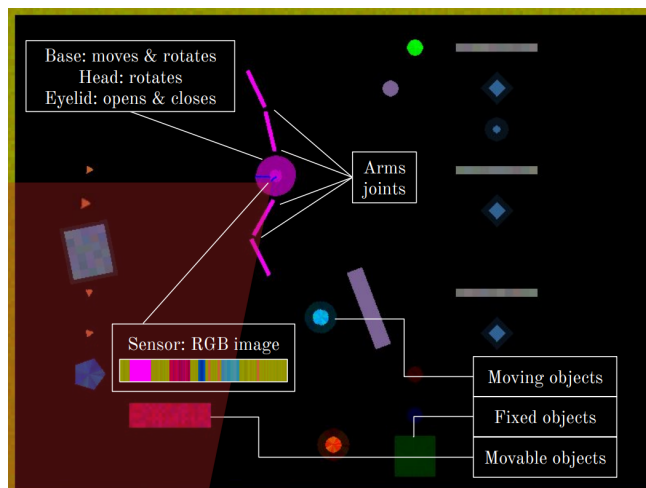 Base: moves & rotates
Head: rotates
Eyelid: opens & closes
Arms
joints
Sensor: RGB image
Moving objects
Fixed objects
Movable objects